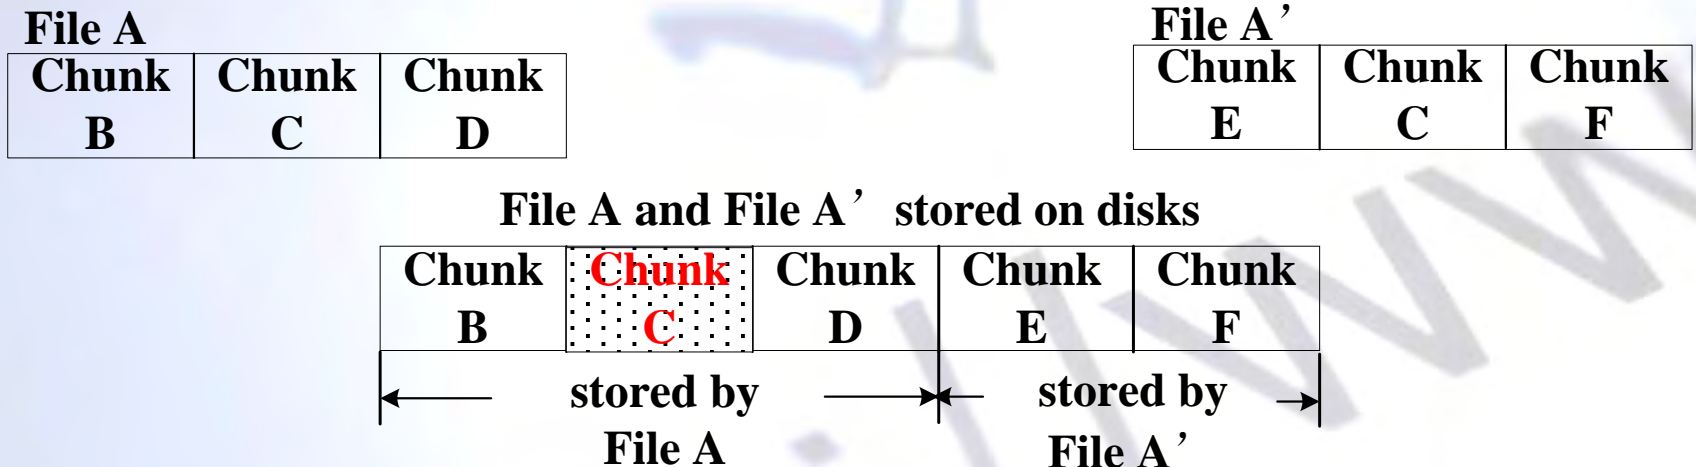 File A
Chunk B
Chunk C
Chunk D
File A’
Chunk E
Chunk C
Chunk F
File A and File A’ stored on disks
Chunk B
Chunk C
Chunk D
Chunk E
Chunk F
stored by File A
stored by File A’